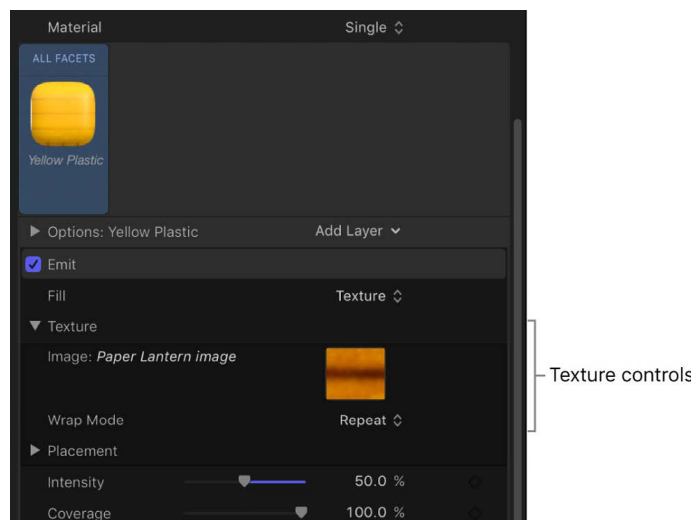 Material Single
ALL FACETS
Yellow Plastic
Options: Yellow Plastic Add Layer
Emit
Fill Texture
Texture
Image: Paper Lantern image
Texture controls
Wrap Mode Repeat
Placement
Intensity 50.0 %
Coverage 100.0 %